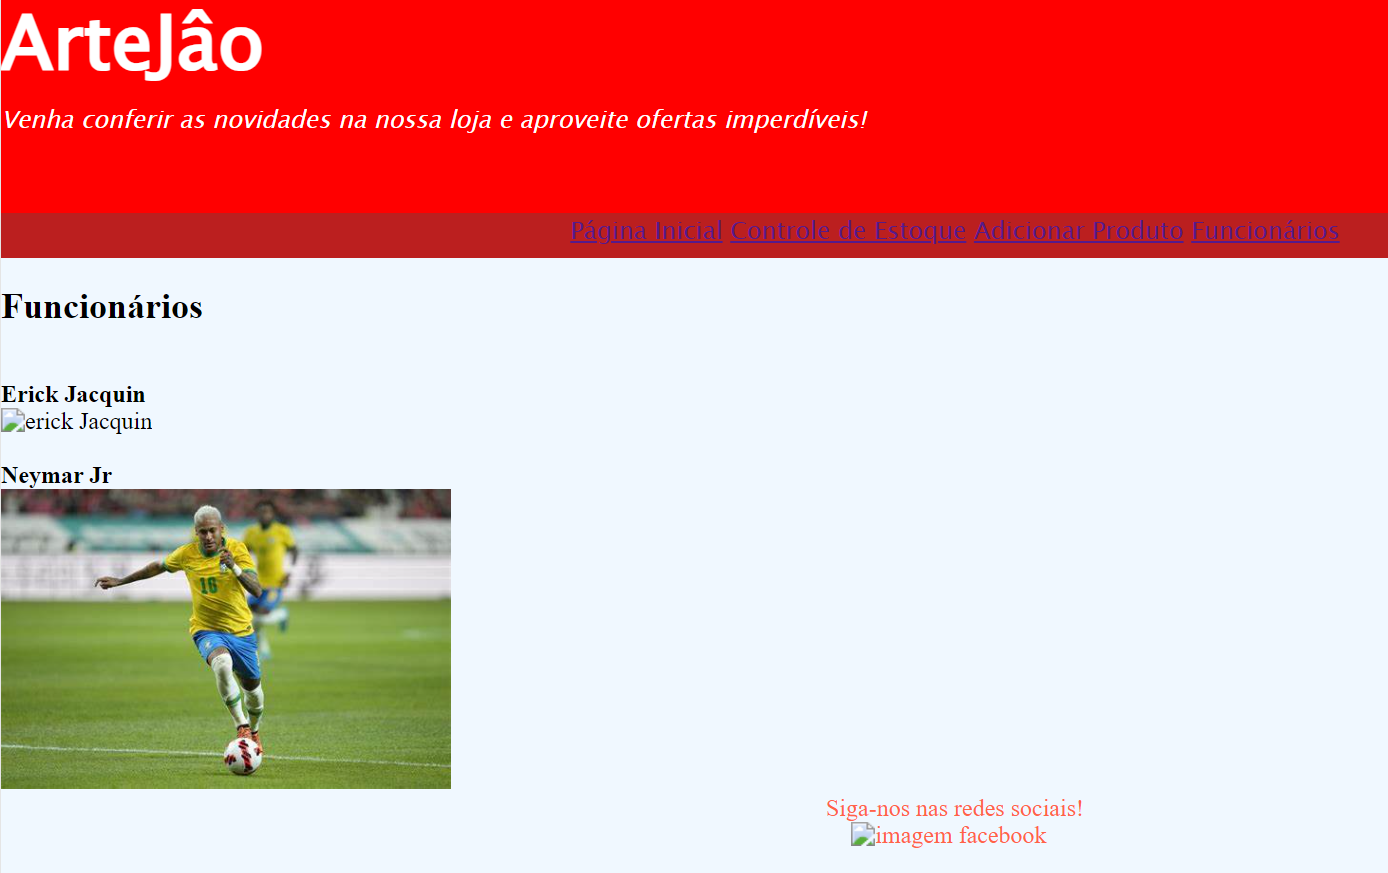 ArteJâo
Venha conferir as novidades na nossa loja e aproveite ofertas imperdíveis!
Página Inicial Controle de Estoque Adicionar Produto Funcionários
Funcionários
Erick Jacquin
erick Jacquin
Neymar Jr
10
Siga-nos nas redes sociais!
imagem facebook